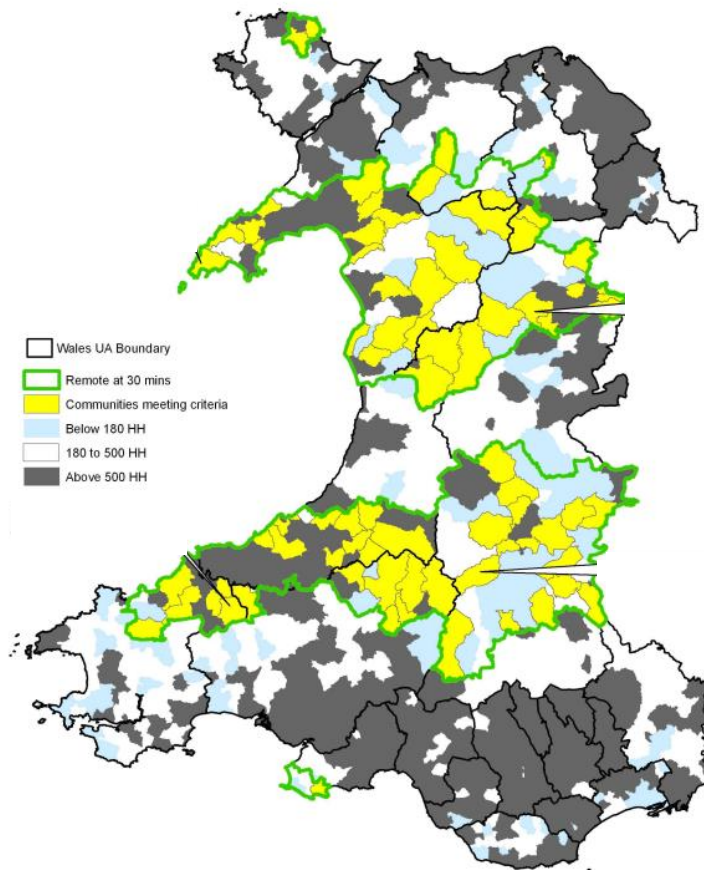 Wales UA Boundary
Remote at 30 mins
Communities meeting criteria
Below 180 HH
180 to 500 HH
Above 500 HH